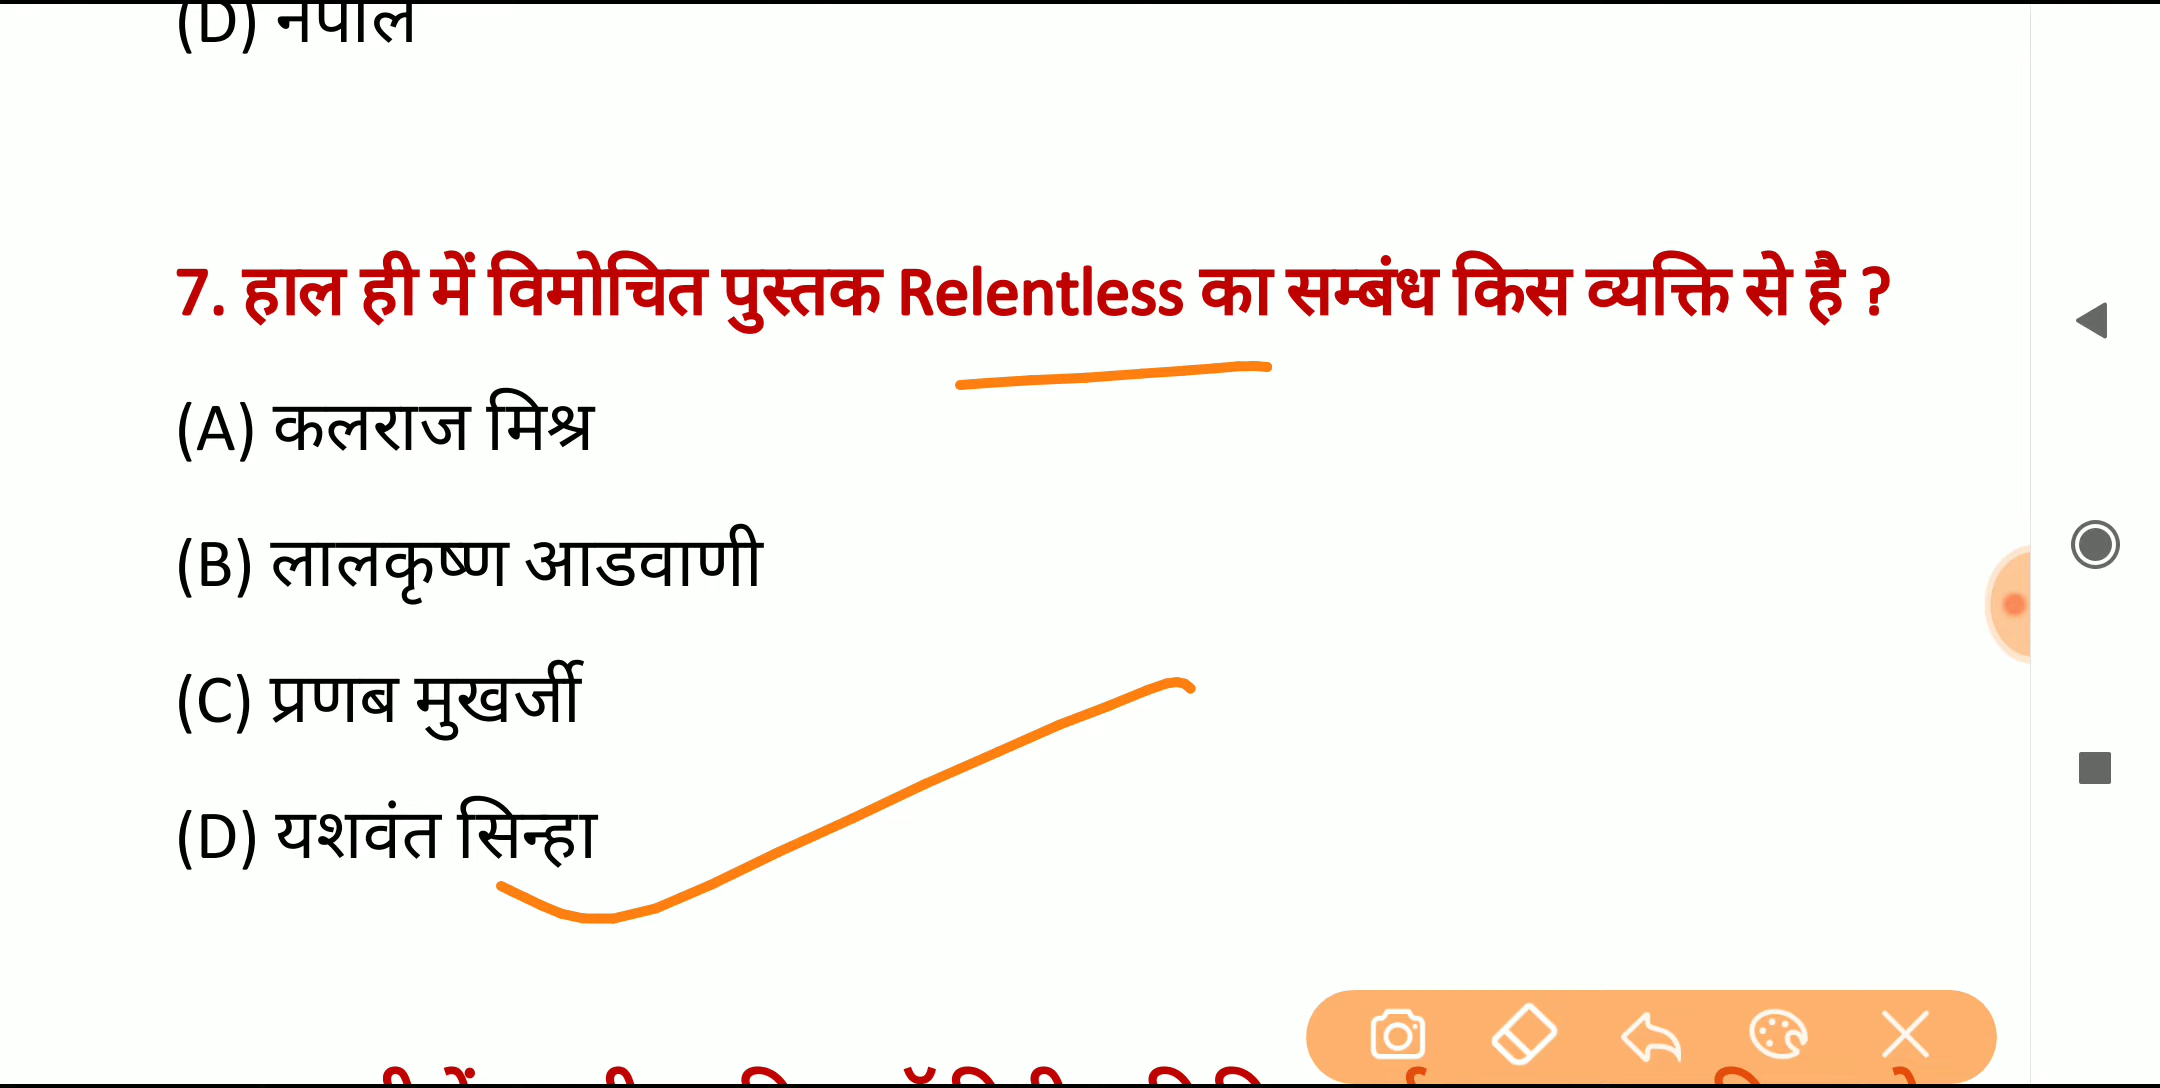 (D) नेपाल
7. हाल ही में विमोचित पुस्तक Relentless का सम्बंध किस व्यक्ति से है ?
(A) कलराज मिश्र
(B) लालकृष्ण आडवाणी
(C) प्रणब मुखर्जी
(D) यशवंत सिन्हा